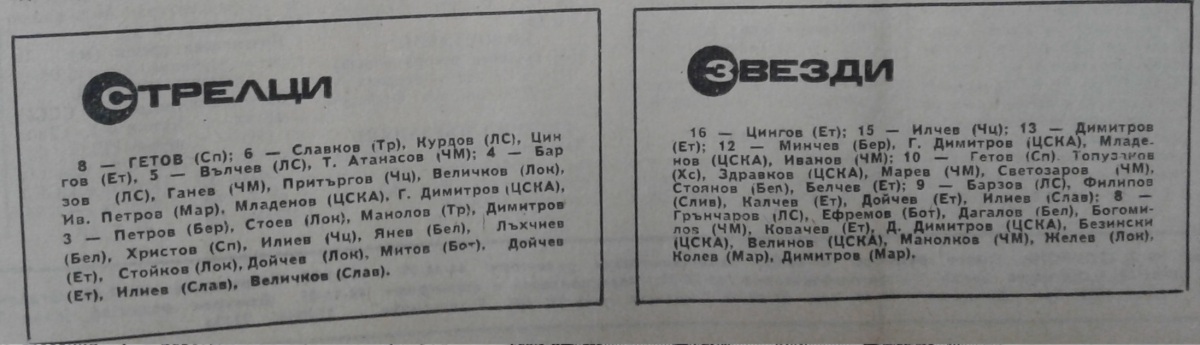 СТРЕЛЦИ
8 — ГЕТОВ (Сп); 6 — Славков (Тр), Курдов (ЛС), Цин
гов (Ет), 5 — Вълчев (ЛС), Т. Атанасов (ЧМ); 4 — Бар
зов (ЛС), Ганев (ЧМ), Притъргов (Чц), Величков (Лок),
Ив. Петров (Мар), Младенов (ЦСКА), Г. Димитров (ЦСКА),
3 — Петров (Бер), Стоев (Лок), Манолов (Тр), Димитров
(Бел), Христов (Сп), Илиев (Чц), Янев (Бел), Лъхчиев
(Ет), Стойков (Лок), Дойчев (Лок), Митов (Бот), Дойчев
(Ет), Илиев (Слав), Величков (Слав).
ЗВЕЗДИ
16 — Цингов (Ет); 15 — Илчев (Чц); 13 — Димитров
(Ет); 12 — Минчев (Бер), Г. Димитров (ЦСКА), Младе-
нов (ЦСКА), Иванов (ЧМ); 10 — Гетов (Сп), Топузаков
(Хс), Здравков (ЦСКА), Марев (ЧМ), Светозаров (ЧМ),
Стоянов (Бел), Белчев (Ет); 9 — Барзов (ЛС), Филипов
(Слив), Калчев (Ет), Дойчев (Ет), Илиев (Слав); 8 —
Грънчаров (ЛС), Ефремов (Бот), Дагалов (Бел), Богоми-
лов (ЧМ), Ковачев (Ет), Д. Димитров (ЦСКА), Безински
(ЦСКА), Велинов (ЦСКА), Манолков (ЧМ), Желев (Лок),
Колев (Мар), Димитров (Мар).